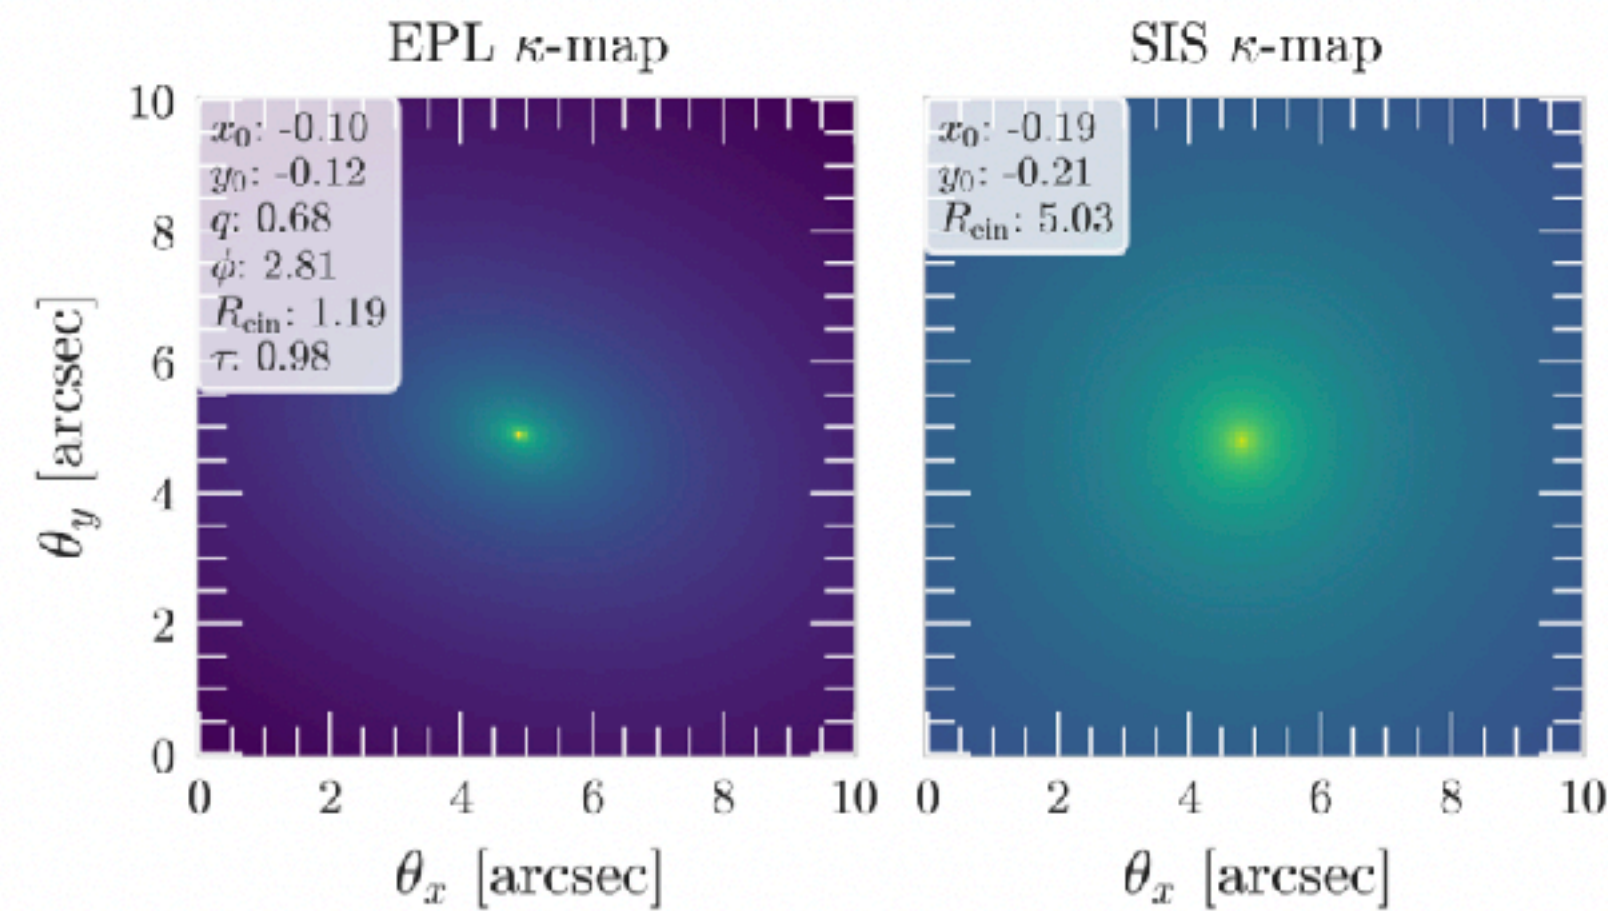 EPL κ-map
SIS κ-map
x₀: -0.10
y₀: -0.12
q: 0.68
ϕ: 2.81
R_ein: 1.19
τ: 0.98
x₀: -0.19
y₀: -0.21
R_ein: 5.03
10
8
6
4
2
0
θ_y [arcsec]
0 2 4 6 8 10
0 2 4 6 8 10
θ_x [arcsec]
θ_x [arcsec]